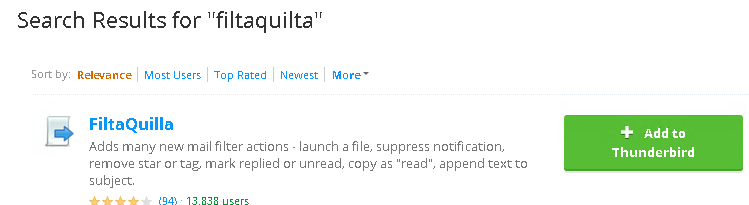 Search Results for "filtaquilta"
Sort by: Relevance Most Users Top Rated Newest More
FiltaQuilla
Adds many new mail filter actions - launch a file, suppress notification,
remove star or tag, mark replied or unread, copy as "read", append text to
subject.
(94) · 13.838 users
Add to
Thunderbird